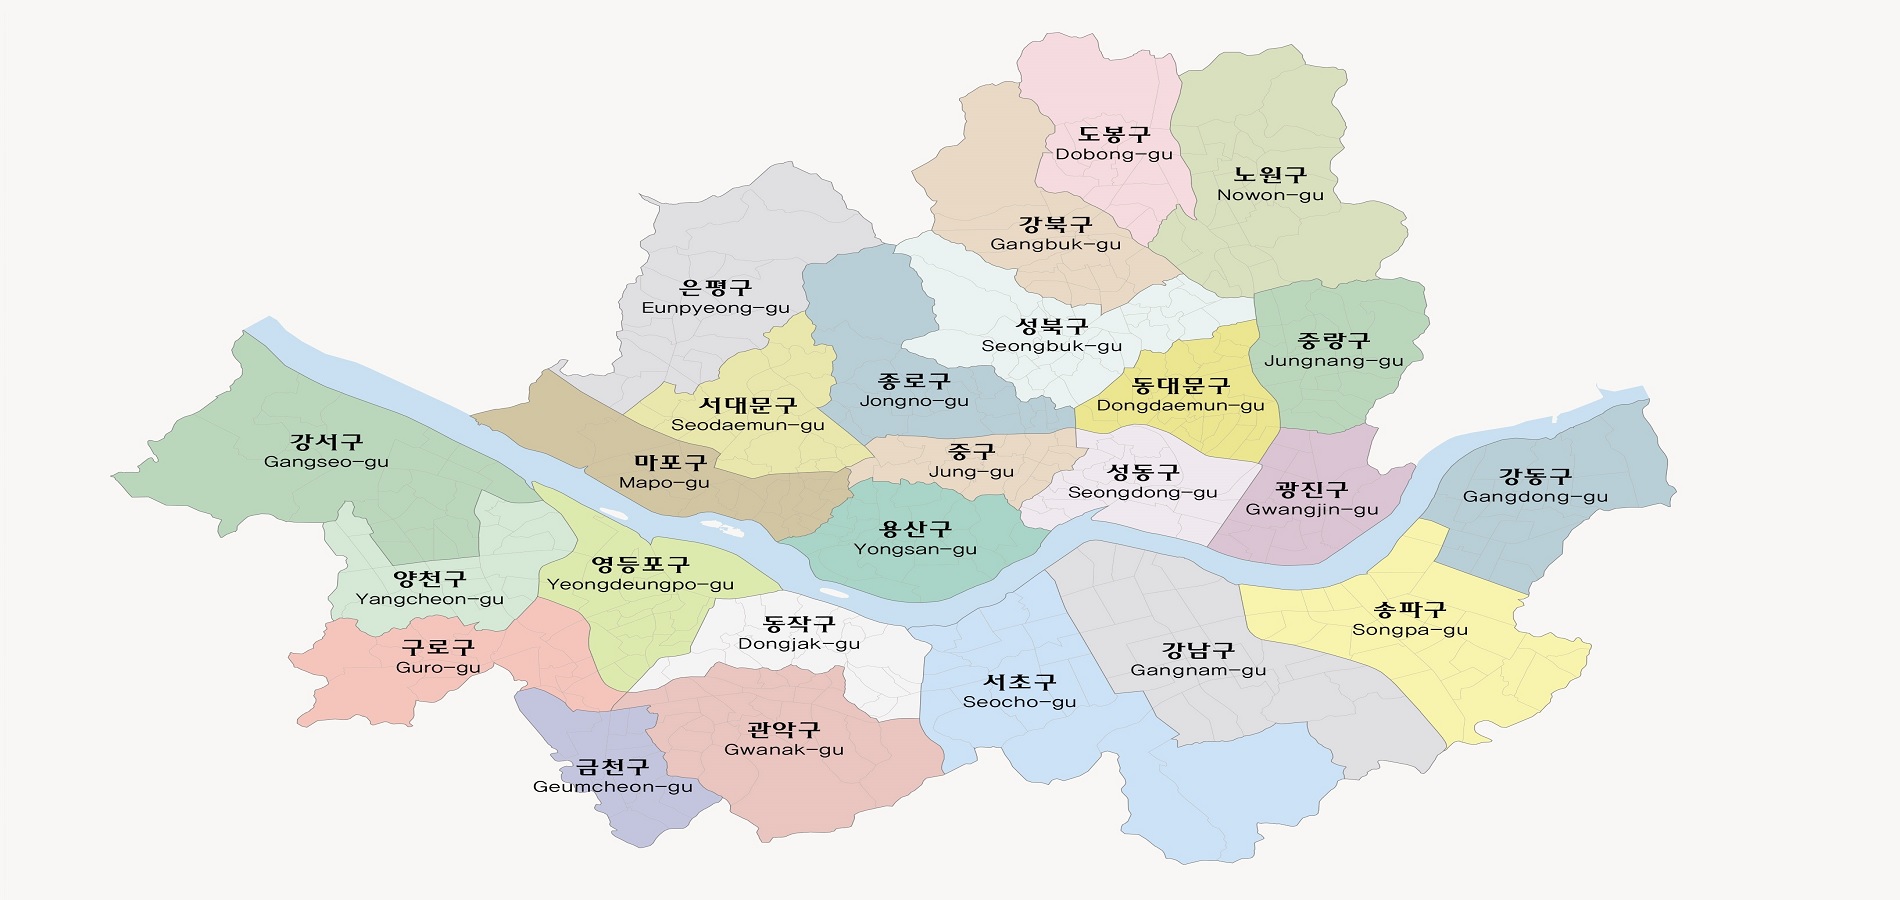 도봉구
Dobong-gu
노원구
Nowon-gu
강북구
Gangbuk-gu
은평구
Eunpyeong-gu
성북구
Seongbuk-gu
중랑구
Jungnang-gu
종로구
Jongno-gu
동대문구
Dongdaemun-gu
서대문구
Seodaemun-gu
강서구
Gangseo-gu
마포구
Mapo-gu
중구
Jung-gu
성동구
Seongdong-gu
광진구
Gwangjin-gu
강동구
Gangdong-gu
용산구
Yongsan-gu
양천구
Yangcheon-gu
영등포구
Yeongdeungpo-gu
송파구
Songpa-gu
동작구
Dongjak-gu
구로구
Guro-gu
강남구
Gangnam-gu
서초구
Seocho-gu
관악구
Gwanak-gu
금천구
Geumcheon-gu